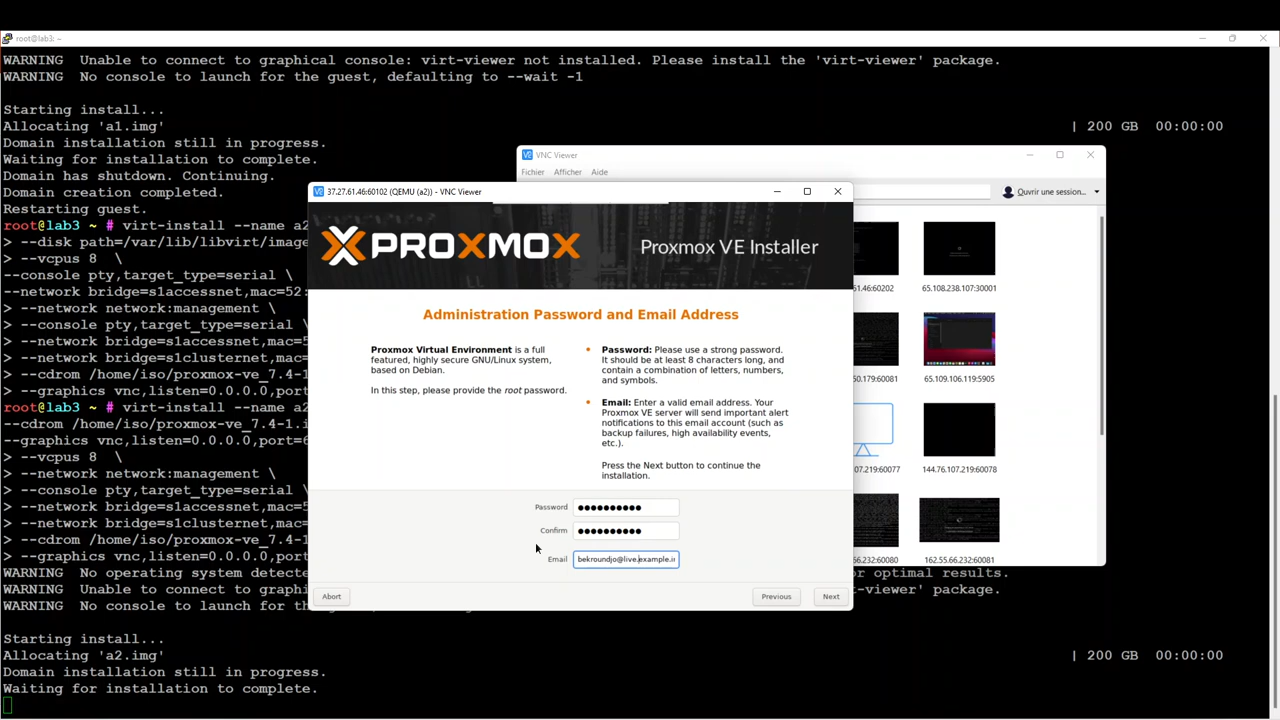 root@lab3: ~
WARNING  Unable to connect to graphical console: virt-viewer not installed. Please install the 'virt-viewer' package.
WARNING  No console to launch for the guest, defaulting to --wait -1
Starting install...
Allocating 'a1.img' | 200 GB  00:00:00
Domain installation still in progress.
Waiting for installation to complete.
Domain has shutdown. Continuing.
Domain creation completed.
Restarting guest.
root@lab3 ~ # virt-install --name a2
> --disk path=/var/lib/libvirt/image
> --vcpus 8  \
--console pty,target_type=serial \
--network bridge=s1accessnet,mac=52:
> --network network:management \
> --console pty,target_type=serial \
> --network bridge=s1accessnet,mac=5
> --network bridge=s1clusternet,mac=
> --cdrom /home/iso/proxmox-ve_7.4-1
> --graphics vnc,listen=0.0.0.0,port
root@lab3 ~ # virt-install --name a2
--cdrom /home/iso/proxmox-ve_7.4-1.i
--graphics vnc,listen=0.0.0.0,port=6
> --vcpus 8  \
> --network network:management \
> --console pty,target_type=serial \
> --network bridge=s1accessnet,mac=5
> --network bridge=s1clusternet,mac=
> --cdrom /home/iso/proxmox-ve_7.4-1
> --graphics vnc,listen=0.0.0.0,port
WARNING  No operating system detecte or optimal results.
WARNING  Unable to connect to graphi -viewer' package.
WARNING  No console to launch for th
Starting install...
Allocating 'a2.img' | 200 GB  00:00:00
Domain installation still in progress.
Waiting for installation to complete.
VNC Viewer
Fichier Afficher Aide
Ouvrir une session...
51.46:60202 65.108.238.107:30001
50.179:60081 65.109.106.119:5905
07.219:60077 144.76.107.219:60078
66.232:60080 162.55.66.232:60081
37.27.61.46:60102 (QEMU (a2)) - VNC Viewer
PROXMOX
Proxmox VE Installer
Administration Password and Email Address
Proxmox Virtual Environment is a full
featured, highly secure GNU/Linux system,
based on Debian.
In this step, please provide the root password.
Password: Please use a strong password.
It should be at least 8 characters long, and
contain a combination of letters, numbers,
and symbols.
Email: Enter a valid email address. Your
Proxmox VE server will send important alert
notifications to this email account (such as
backup failures, high availability events,
etc.).
Press the Next button to continue the
installation.
Password ●●●●●●●●●●
Confirm ●●●●●●●●●●
Email bekroundjo@live.example.i
Abort Previous Next